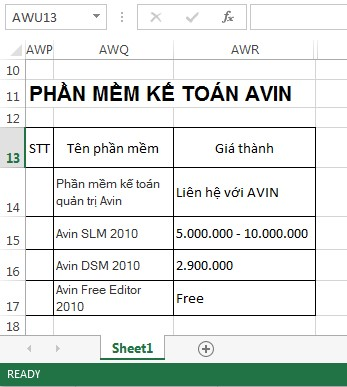 AWU13
fx
AWP AWQ AWR
10
11 PHẦN MỀM KẾ TOÁN AVIN
12
13 STT Tên phần mềm Giá thành
Phần mềm kế toán
14 quản trị Avin Liên hệ với AVIN
15 Avin SLM 2010 5.000.000 - 10.000.000
16 Avin DSM 2010 2.900.000
Avin Free Editor
17 2010 Free
18
Sheet1
READY